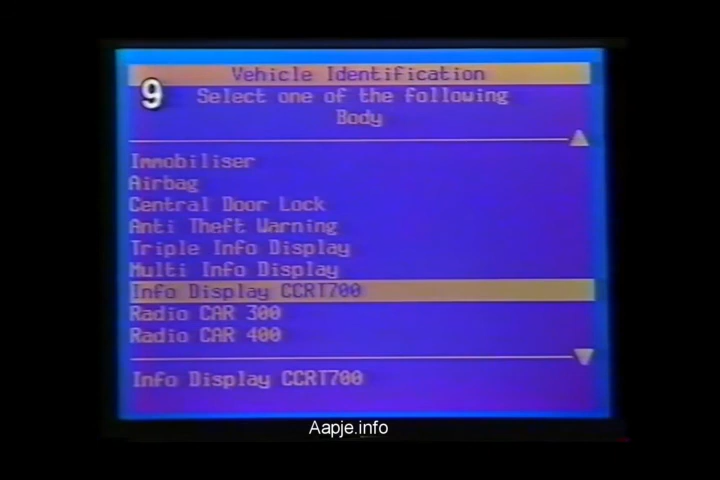 Vehicle Identification
9
Select one of the following
Body
Immobiliser
Airbag
Central Door Lock
Anti Theft Warning
Triple Info Display
Multi Info Display
Info Display CCRT700
Radio CAR 300
Radio CAR 400
Info Display CCRT700
Aapje.info